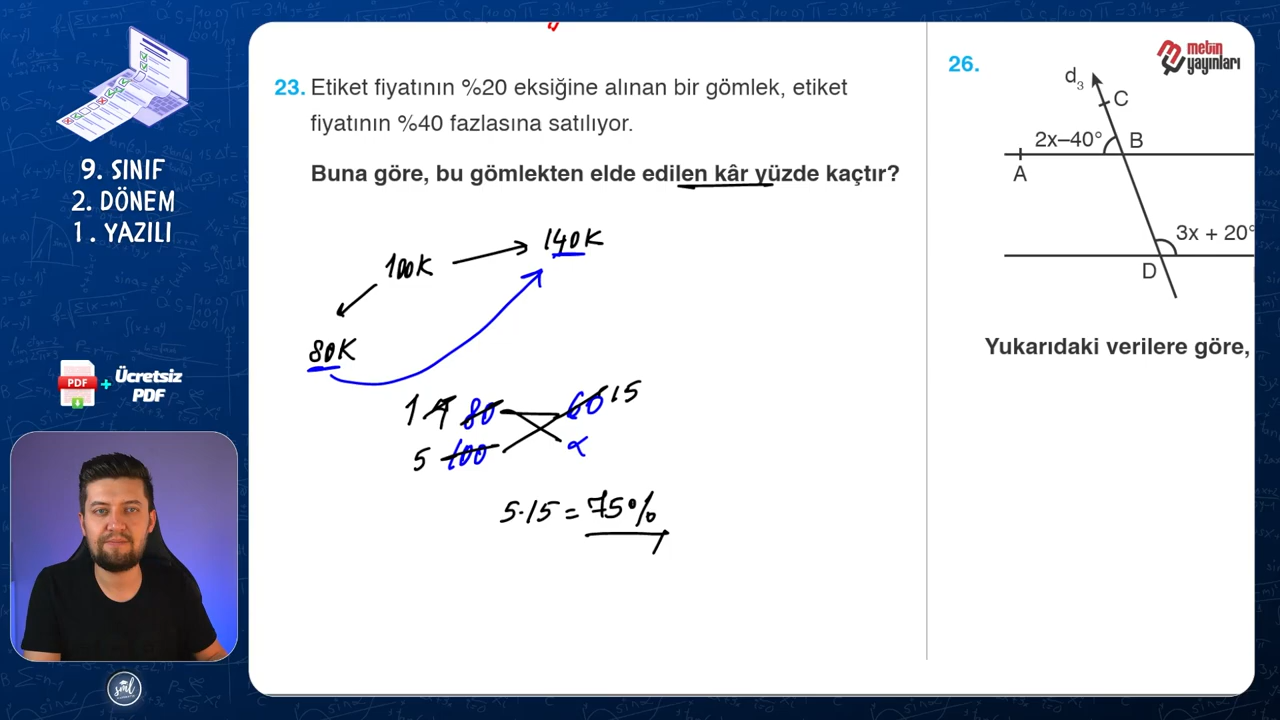 9. SINIF
2. DÖNEM
1. YAZILI
PDF
+ Ücretsiz
PDF
sml
23. Etiket fiyatının %20 eksiğine alınan bir gömlek, etiket
fiyatının %40 fazlasına satılıyor.
Buna göre, bu gömlekten elde edilen kâr yüzde kaçtır?
100K
140K
80K
1 4 80 60 15
5 100 x
5·15 = 75%
26.
metin
yayınları
d3
C
2x–40°
B
A
3x + 20°
D
Yukarıdaki verilere göre,